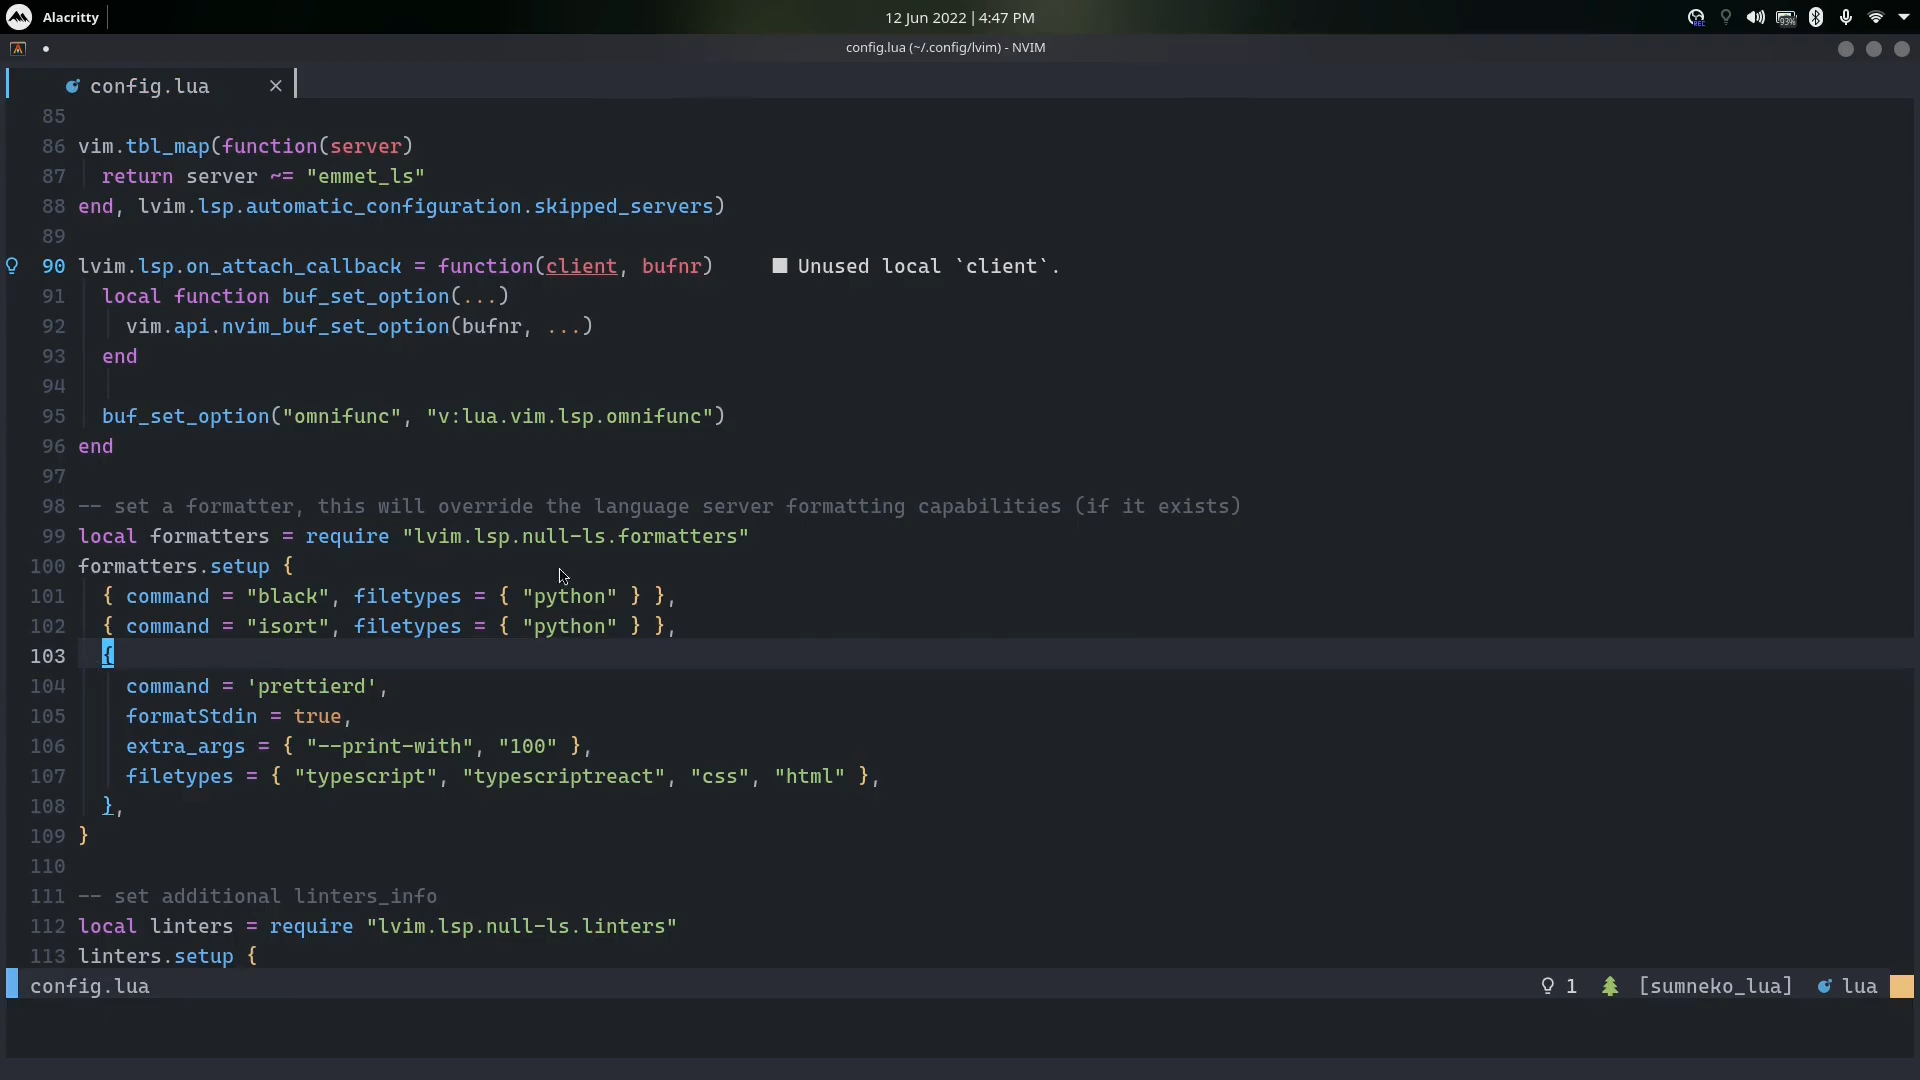 Alacritty
12 Jun 2022 | 4:47 PM
REC
93%
config.lua (~/.config/lvim) - NVIM
config.lua
85
86 vim.tbl_map(function(server)
87 return server ~= "emmet_ls"
88 end, lvim.lsp.automatic_configuration.skipped_servers)
89
90 lvim.lsp.on_attach_callback = function(client, bufnr) ■ Unused local `client`.
91 local function buf_set_option(...)
92 vim.api.nvim_buf_set_option(bufnr, ...)
93 end
94
95 buf_set_option("omnifunc", "v:lua.vim.lsp.omnifunc")
96 end
97
98 -- set a formatter, this will override the language server formatting capabilities (if it exists)
99 local formatters = require "lvim.lsp.null-ls.formatters"
100 formatters.setup {
101 { command = "black", filetypes = { "python" } },
102 { command = "isort", filetypes = { "python" } },
103 {
104 command = 'prettierd',
105 formatStdin = true,
106 extra_args = { "--print-with", "100" },
107 filetypes = { "typescript", "typescriptreact", "css", "html" },
108 },
109 }
110
111 -- set additional linters_info
112 local linters = require "lvim.lsp.null-ls.linters"
113 linters.setup {
config.lua 1 [sumneko_lua] lua